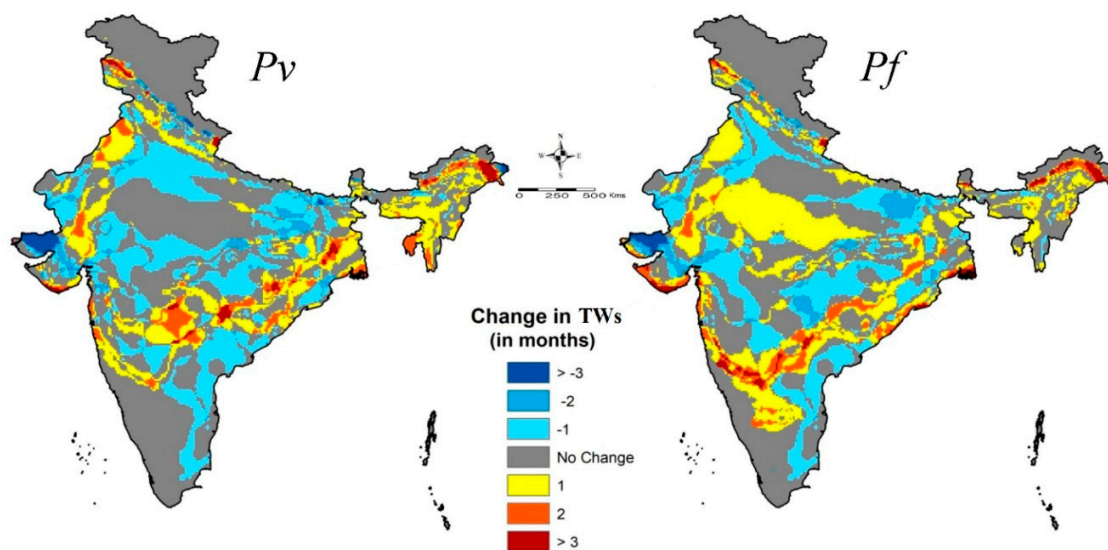 Pv
Pf
N
W E
S
0 250 500 Kms
Change in TWs
(in months)
> -3
-2
-1
No Change
1
2
> 3